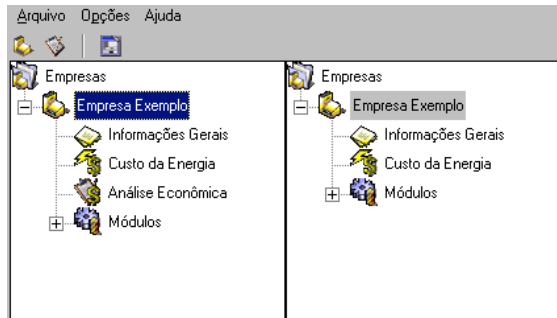 Arquivo Opções Ajuda
Empresas
Empresa Exemplo
Informações Gerais
Custo da Energia
Análise Econômica
Módulos
Empresas
Empresa Exemplo
Informações Gerais
Custo da Energia
Módulos